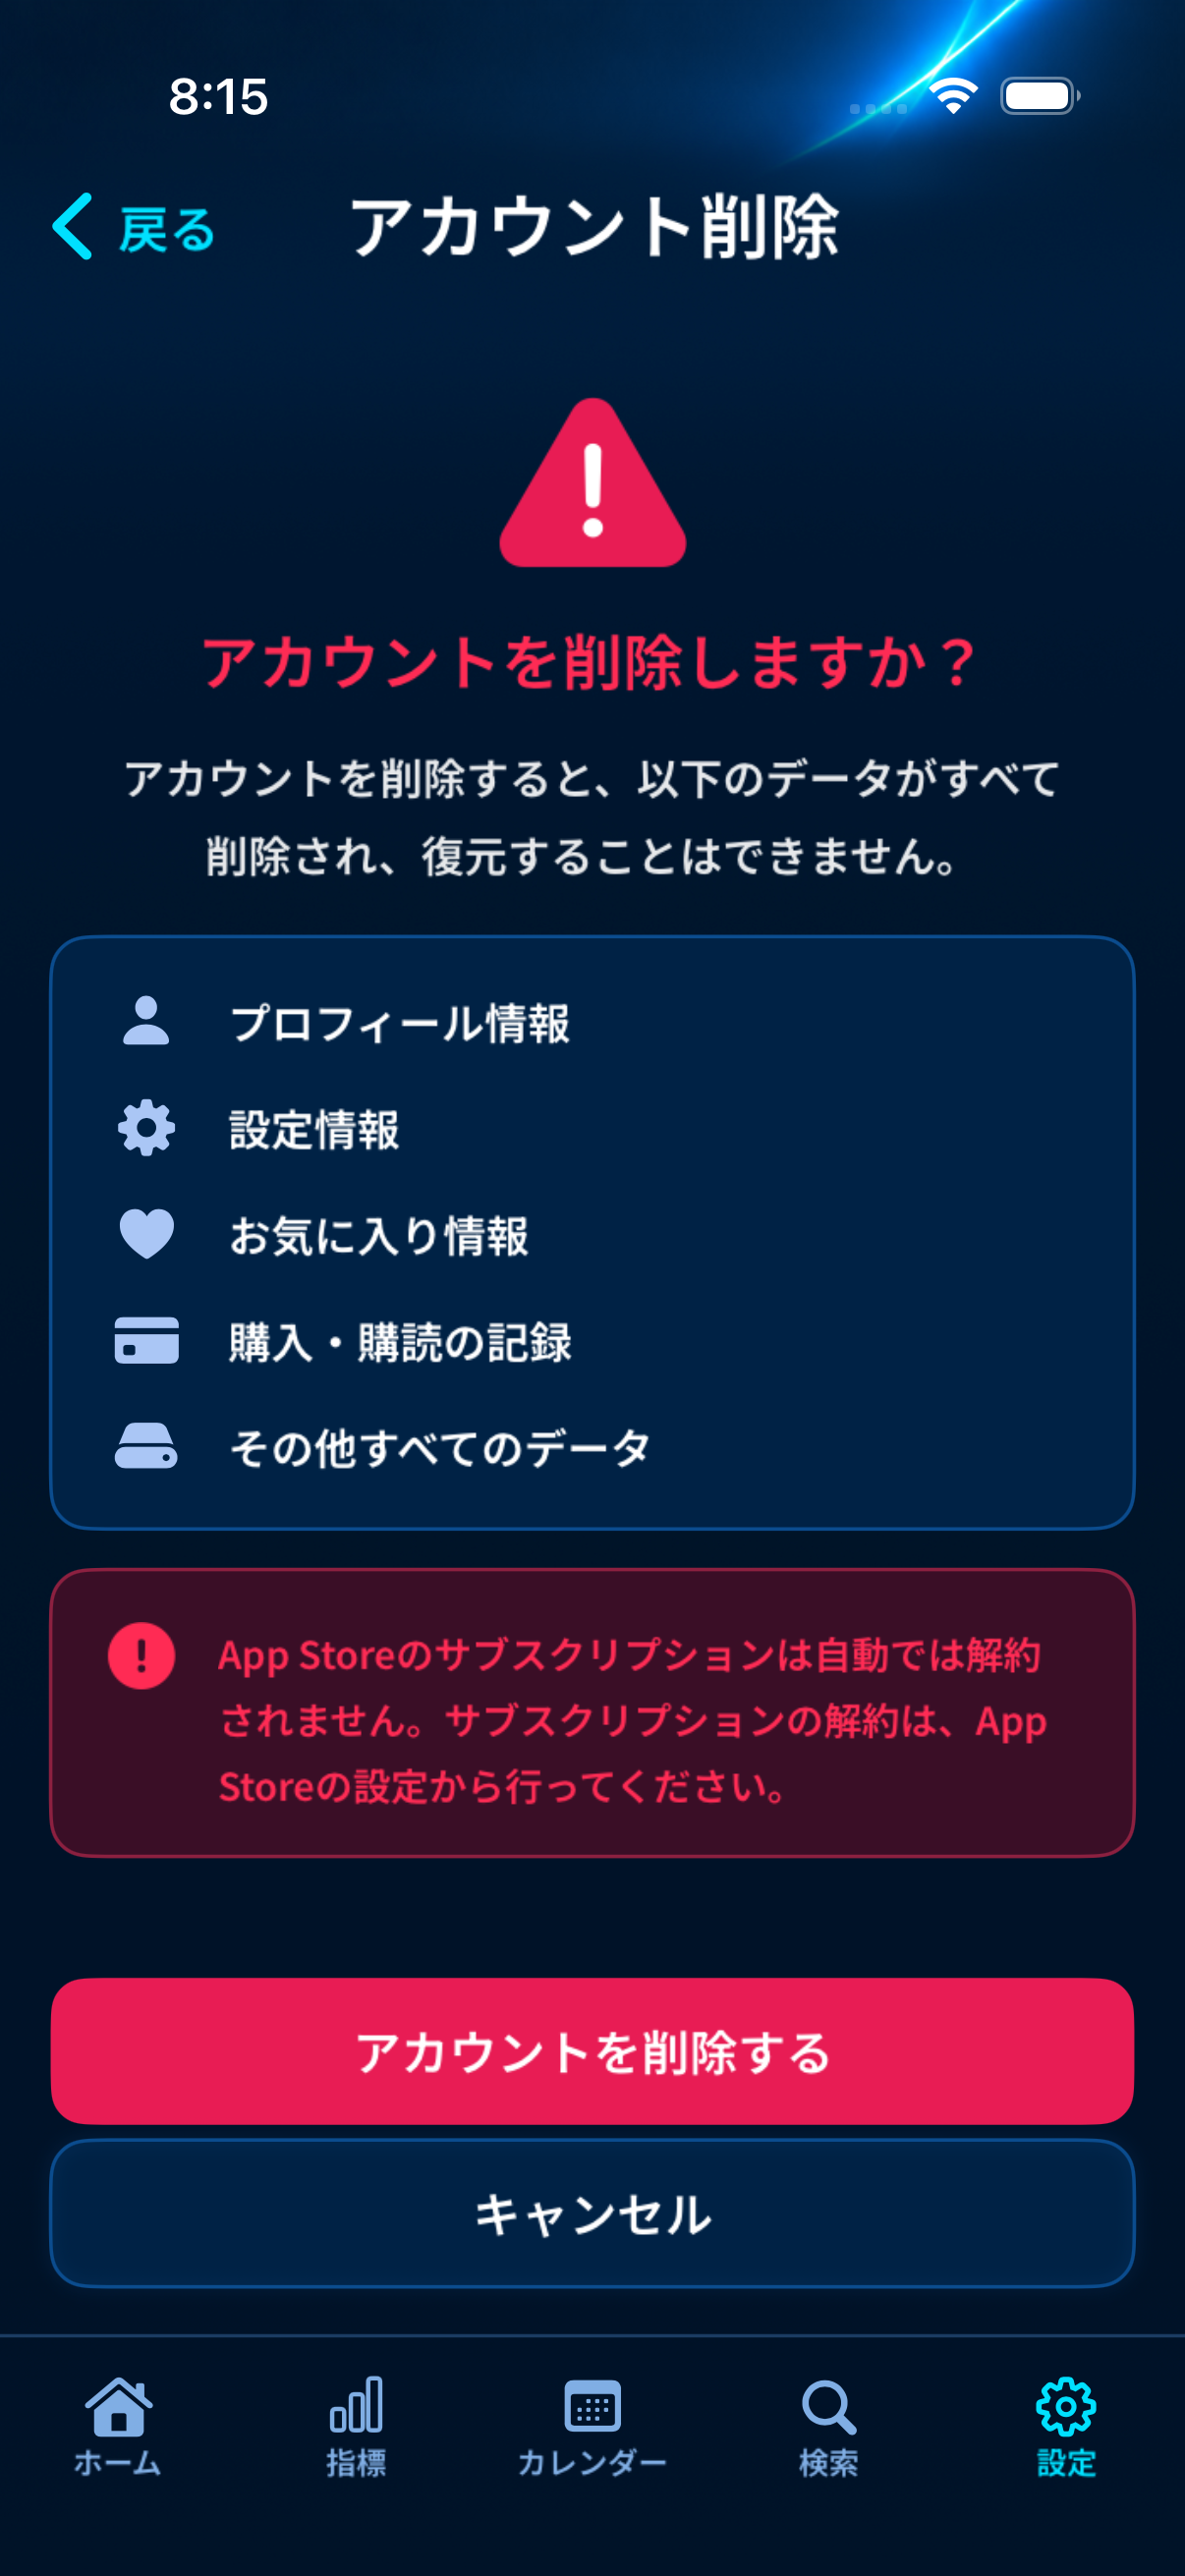 8:15
戻る
アカウント削除
アカウントを削除しますか？
アカウントを削除すると、以下のデータがすべて
削除され、復元することはできません。
プロフィール情報
設定情報
お気に入り情報
購入・購読の記録
その他すべてのデータ
App Storeのサブスクリプションは自動では解約
されません。サブスクリプションの解約は、App
Storeの設定から行ってください。
アカウントを削除する
キャンセル
ホーム
指標
カレンダー
検索
設定